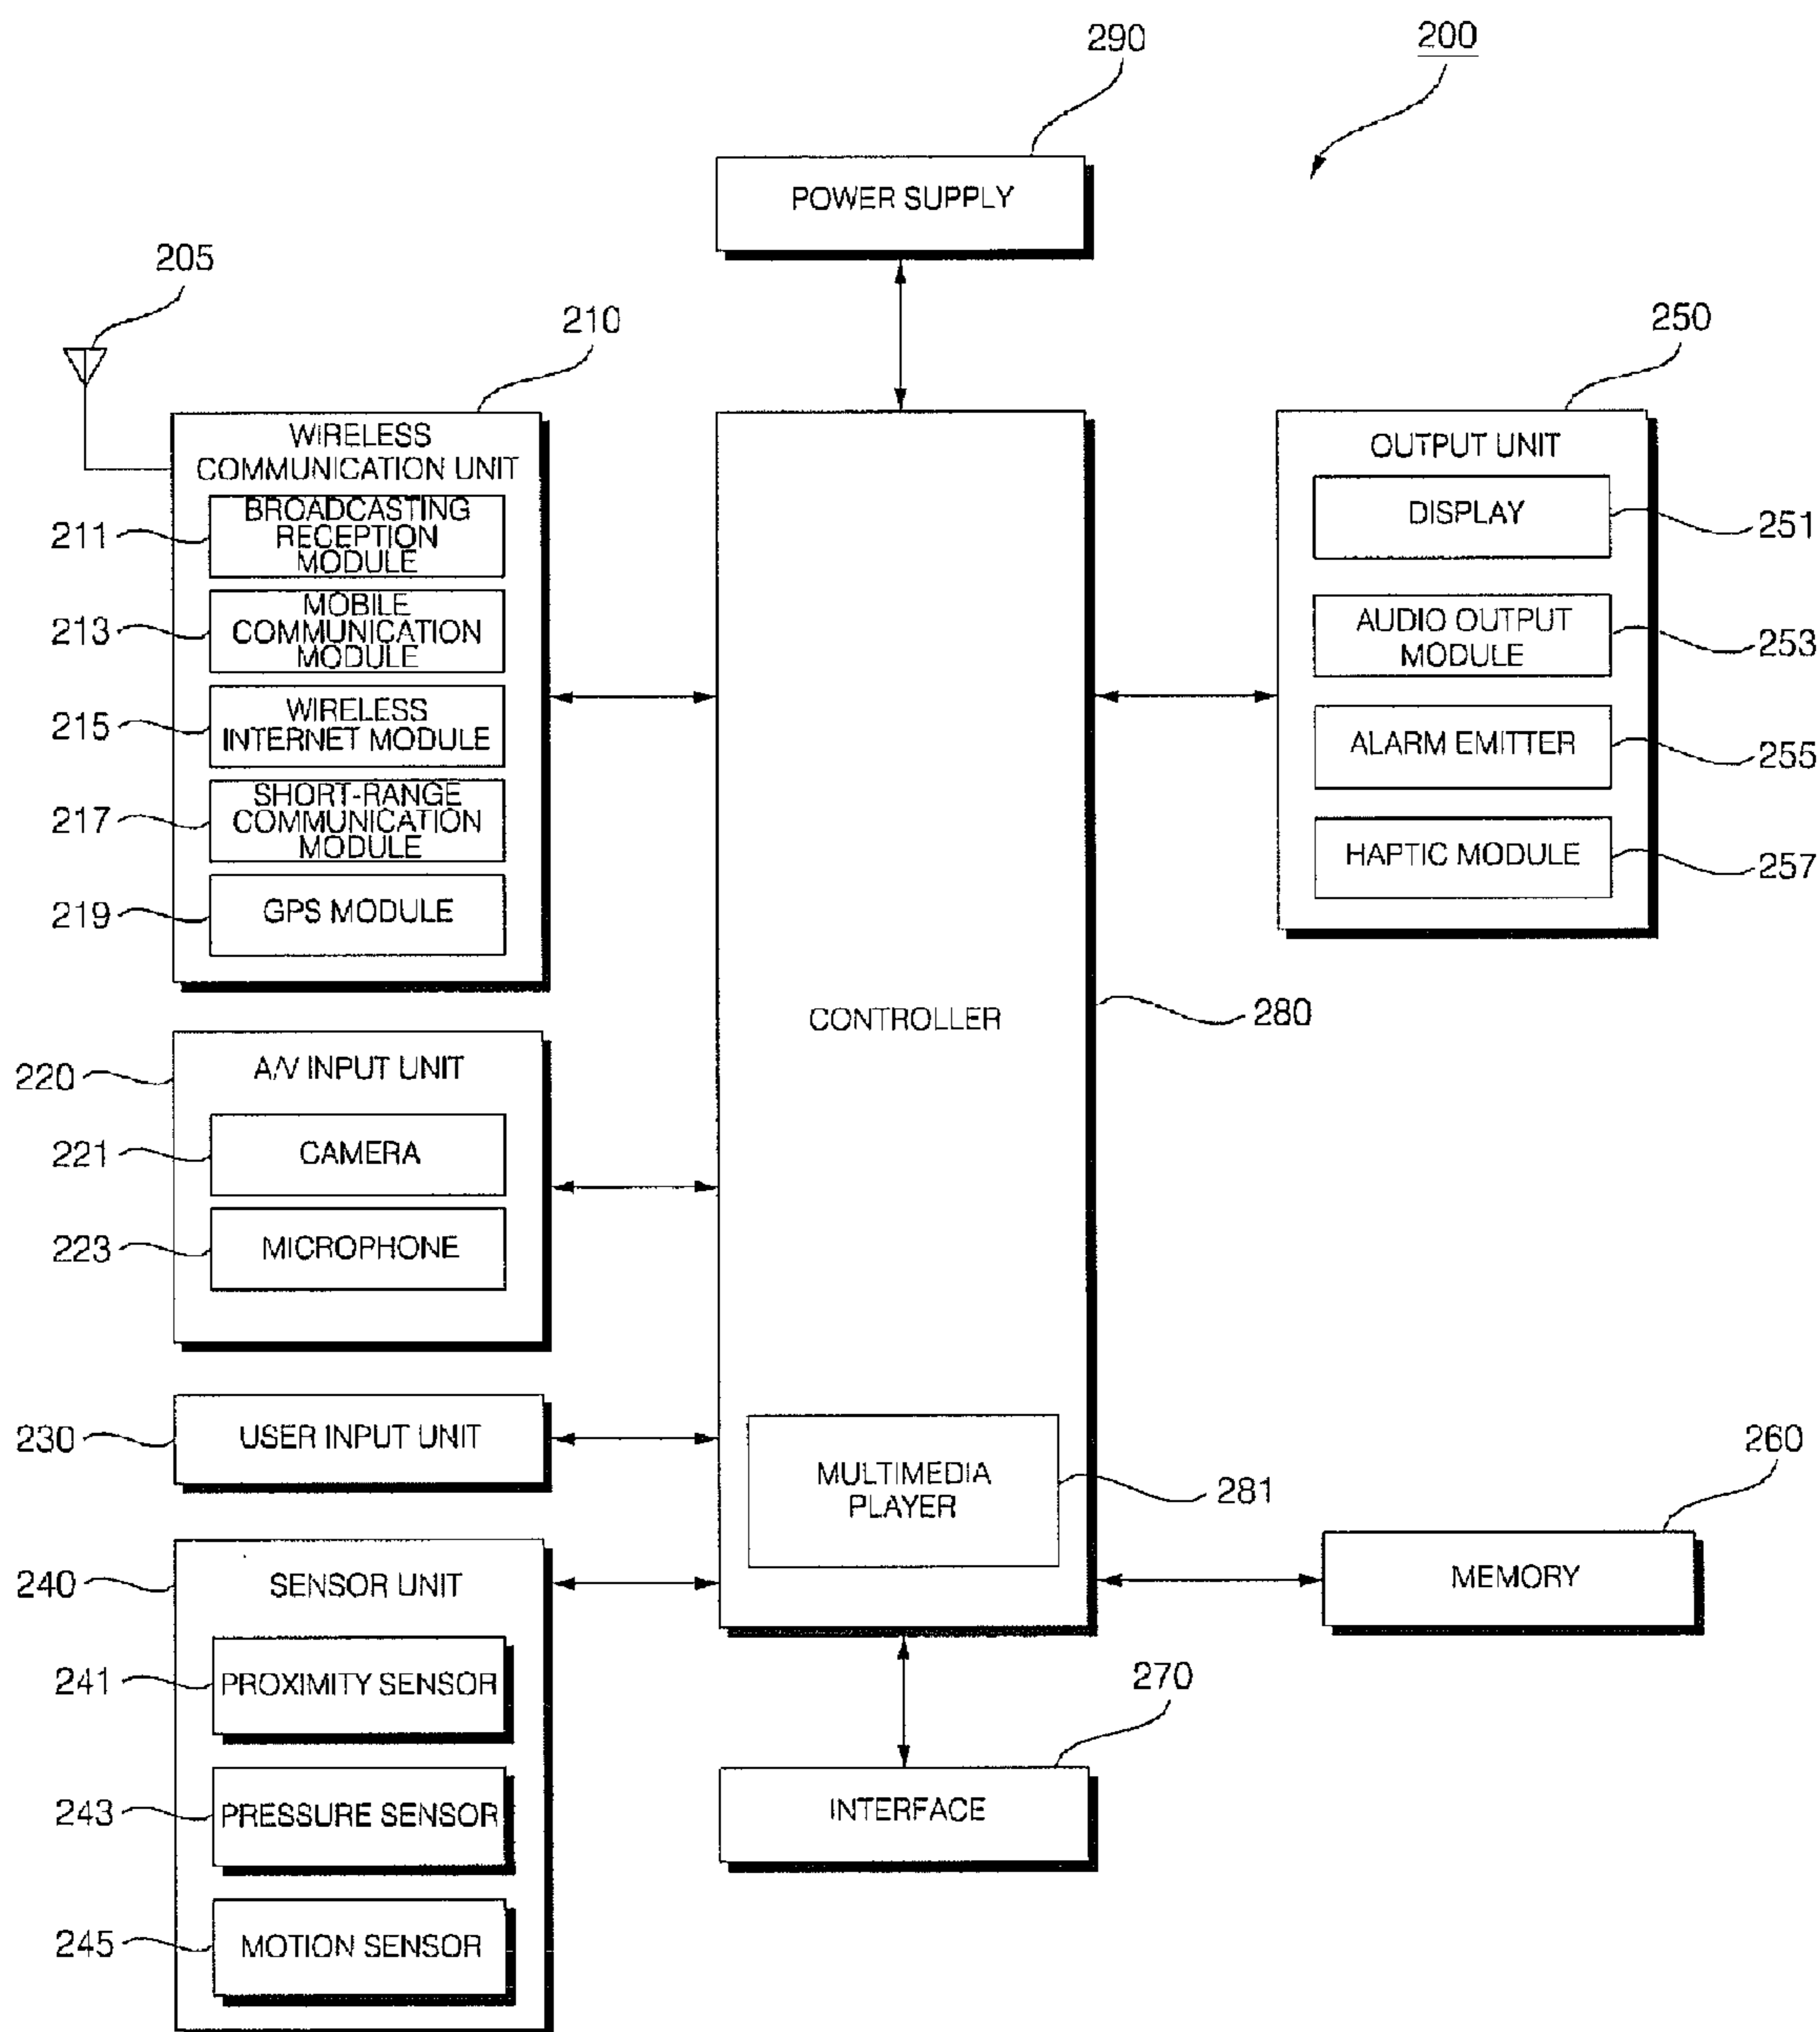 290
200
POWER SUPPLY
205
210
WIRELESS
COMMUNICATION UNIT
211
BROADCASTING
RECEPTION
MODULE
213
MOBILE
COMMUNICATION
MODULE
215
WIRELESS
INTERNET MODULE
217
SHORT-RANGE
COMMUNICATION
MODULE
219
GPS MODULE
250
OUTPUT UNIT
DISPLAY
251
AUDIO OUTPUT
MODULE
253
ALARM EMITTER
255
HAPTIC MODULE
257
CONTROLLER
280
220
A/V INPUT UNIT
221
CAMERA
223
MICROPHONE
230
USER INPUT UNIT
MULTIMEDIA
PLAYER
281
260
MEMORY
240
SENSOR UNIT
241
PROXIMITY SENSOR
243
PRESSURE SENSOR
245
MOTION SENSOR
270
INTERFACE